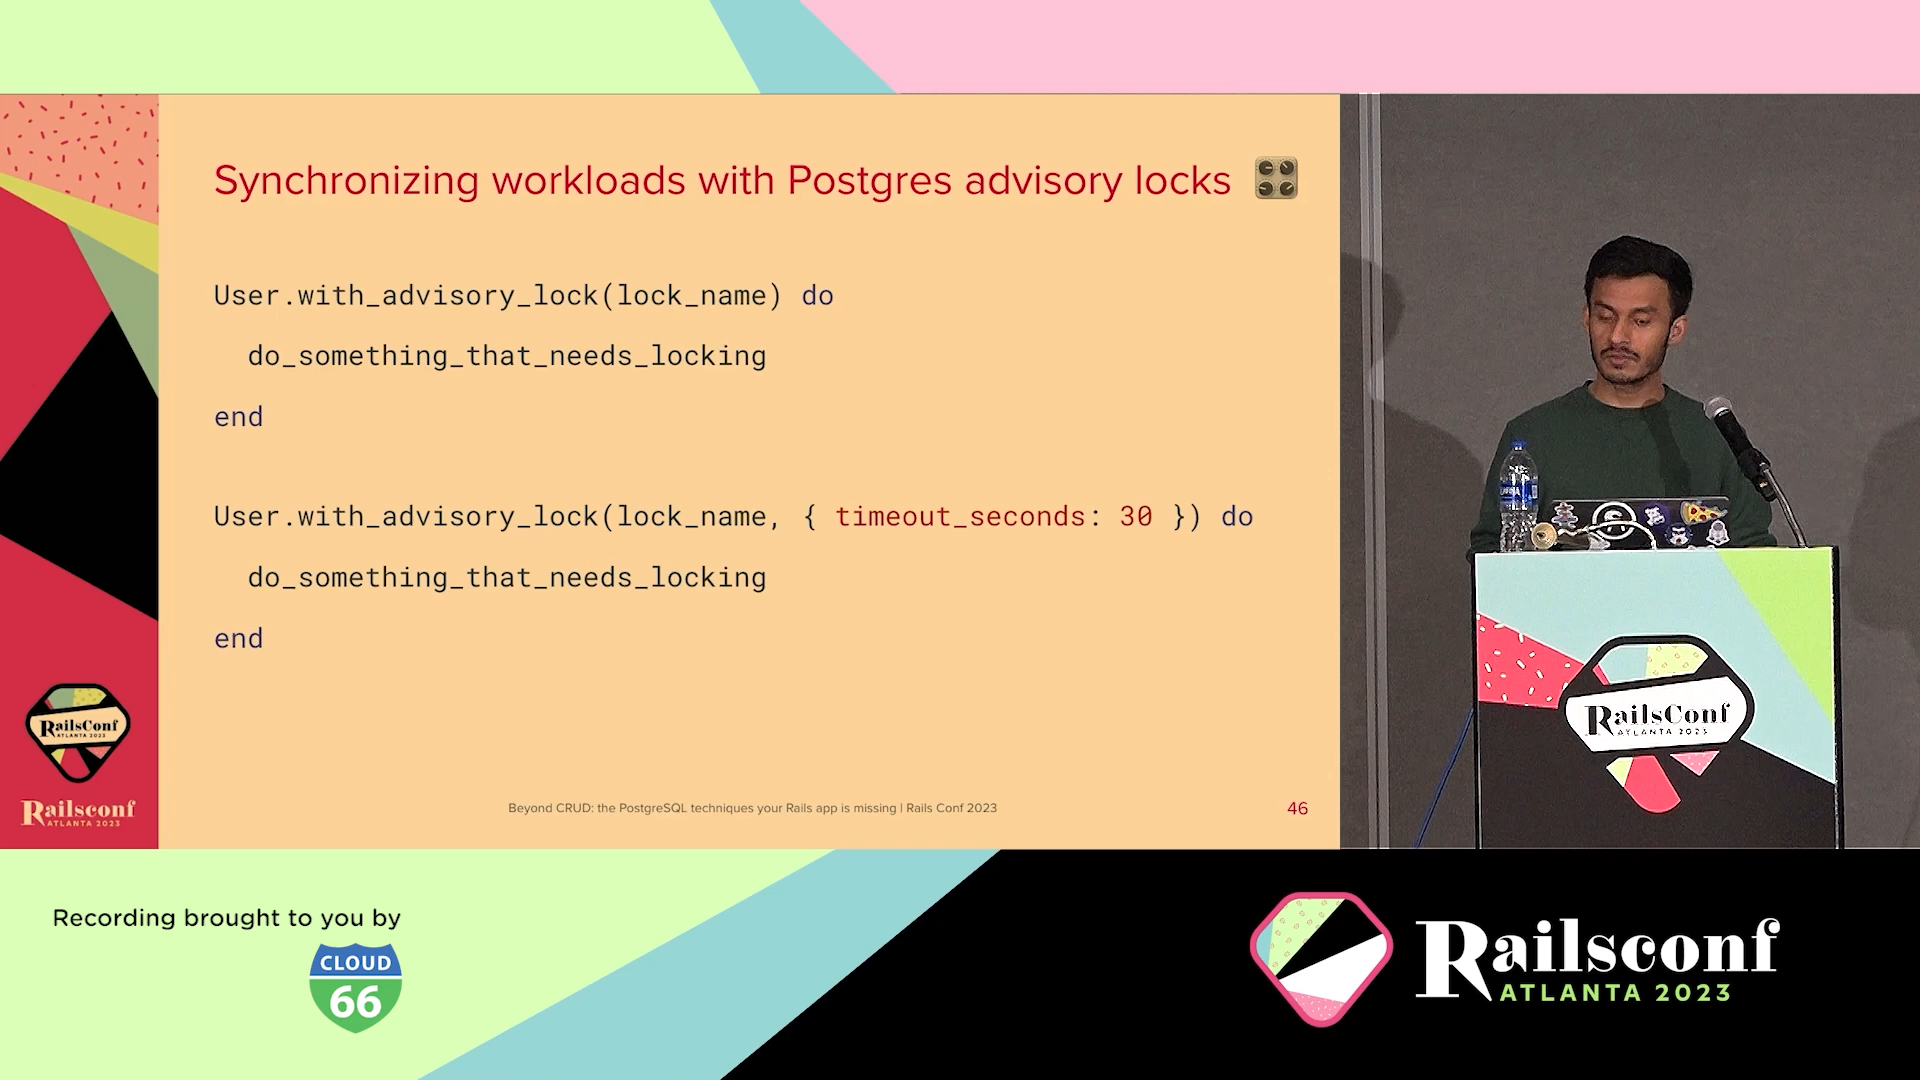 Synchronizing workloads with Postgres advisory locks
User.with_advisory_lock(lock_name) do
do_something_that_needs_locking
end
User.with_advisory_lock(lock_name, { timeout_seconds: 30 }) do
do_something_that_needs_locking
end
Beyond CRUD: the PostgreSQL techniques your Rails app is missing | Rails Conf 2023
46
RailsConf
ATLANTA 2023
Railsconf
ATLANTA 2023
RailsConf
ATLANTA 2023
Recording brought to you by
CLOUD
66
Railsconf
ATLANTA 2023